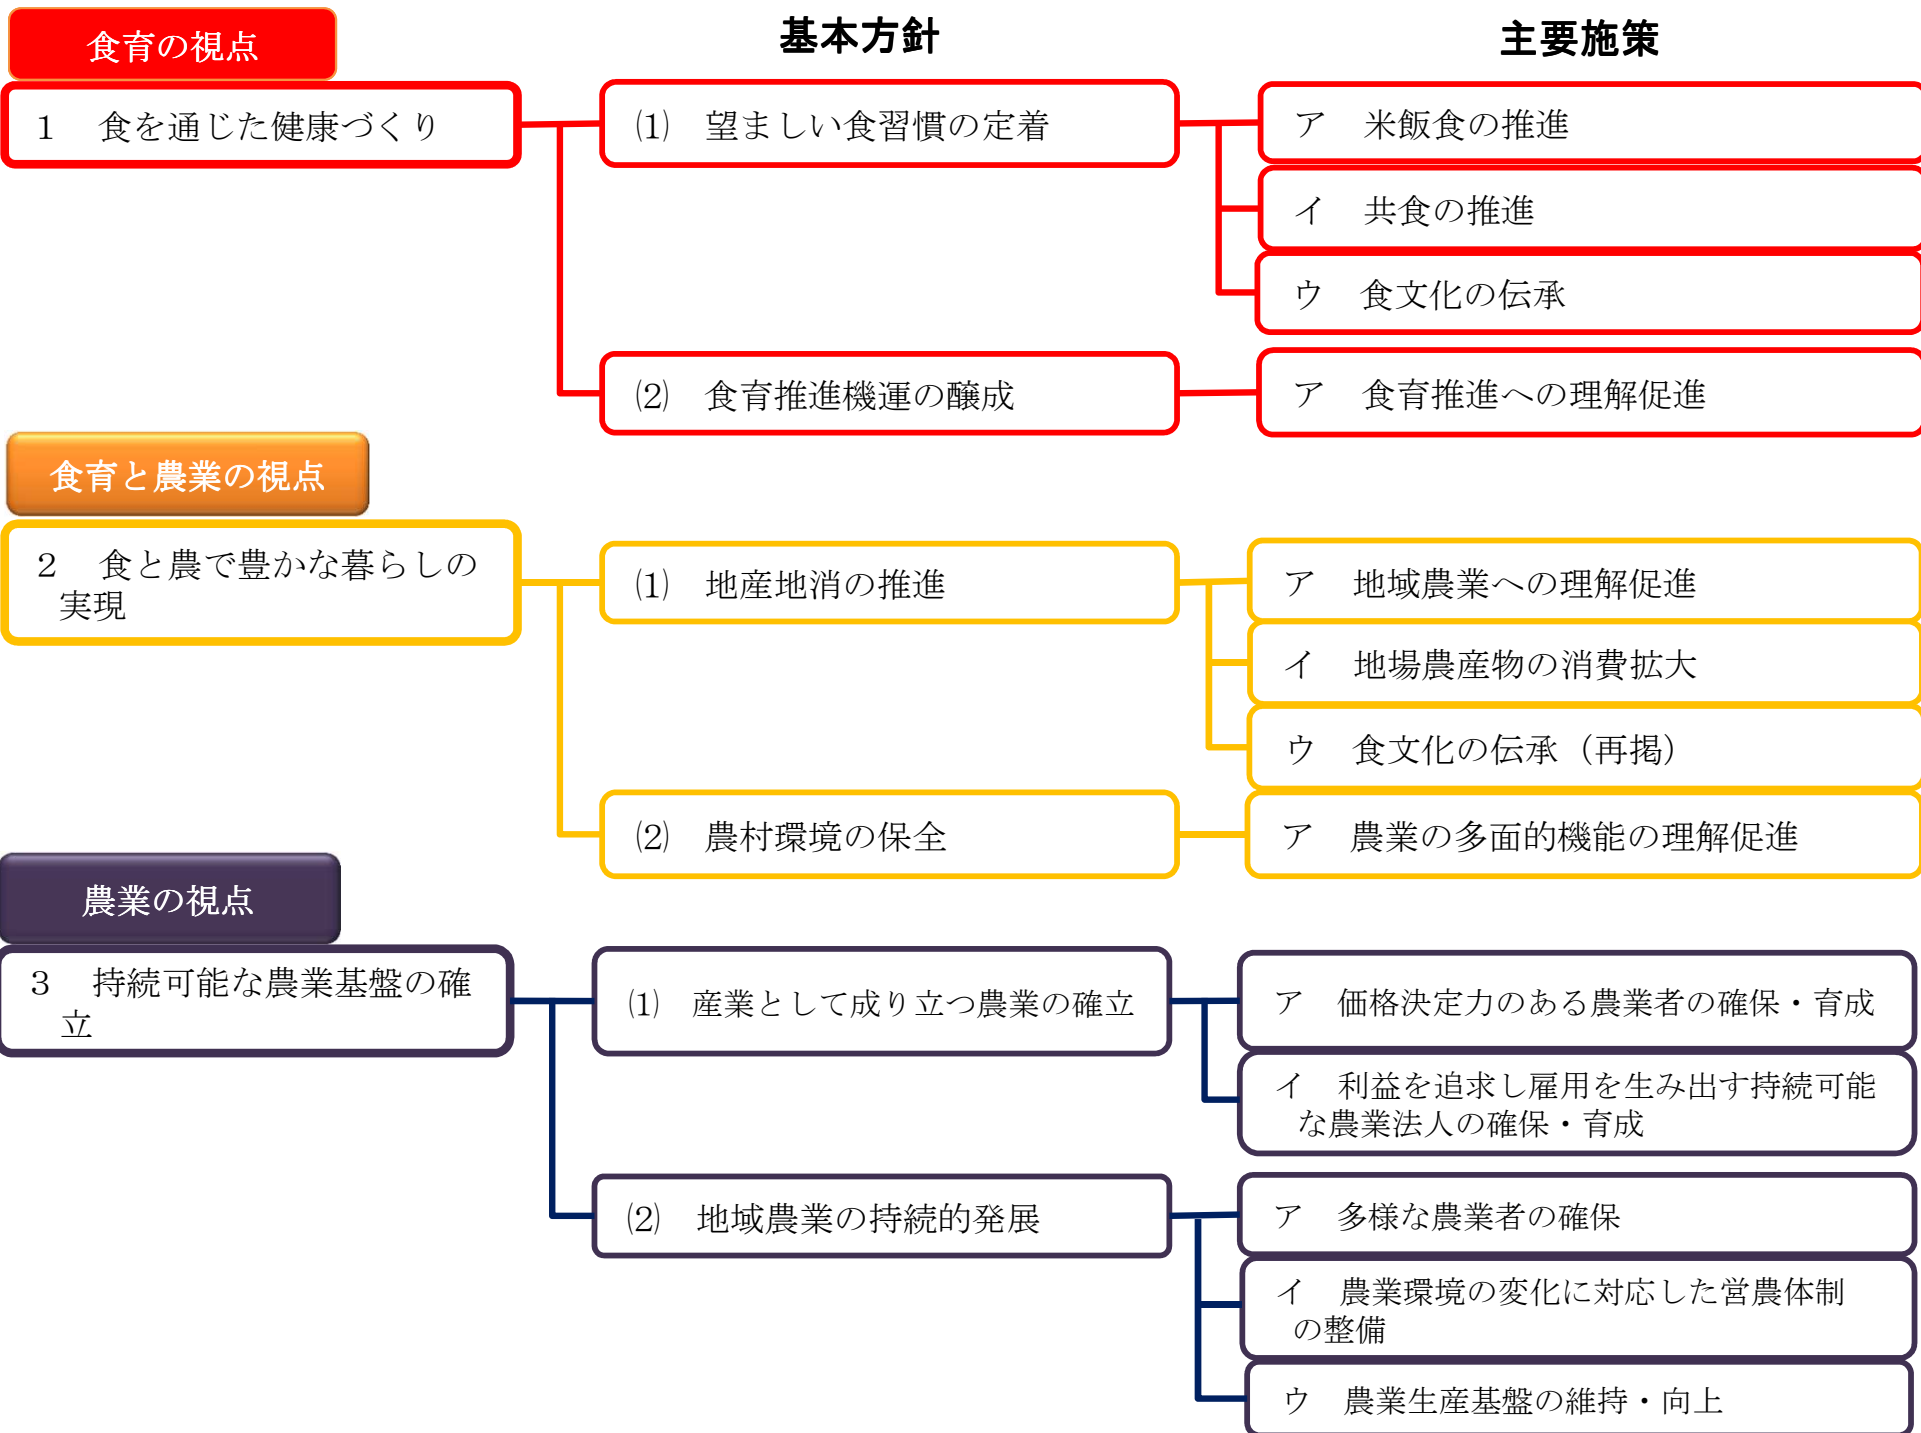 食育の視点
基本方針
主要施策
1 食を通じた健康づくり
⑴ 望ましい食習慣の定着
ア 米飯食の推進
イ 共食の推進
ウ 食文化の伝承
⑵ 食育推進機運の醸成
ア 食育推進への理解促進
食育と農業の視点
2 食と農で豊かな暮らしの
実現
⑴ 地産地消の推進
ア 地域農業への理解促進
イ 地場農産物の消費拡大
ウ 食文化の伝承（再掲）
⑵ 農村環境の保全
ア 農業の多面的機能の理解促進
農業の視点
3 持続可能な農業基盤の確
立
⑴ 産業として成り立つ農業の確立
ア 価格決定力のある農業者の確保・育成
イ 利益を追求し雇用を生み出す持続可能
な農業法人の確保・育成
⑵ 地域農業の持続的発展
ア 多様な農業者の確保
イ 農業環境の変化に対応した営農体制
の整備
ウ 農業生産基盤の維持・向上